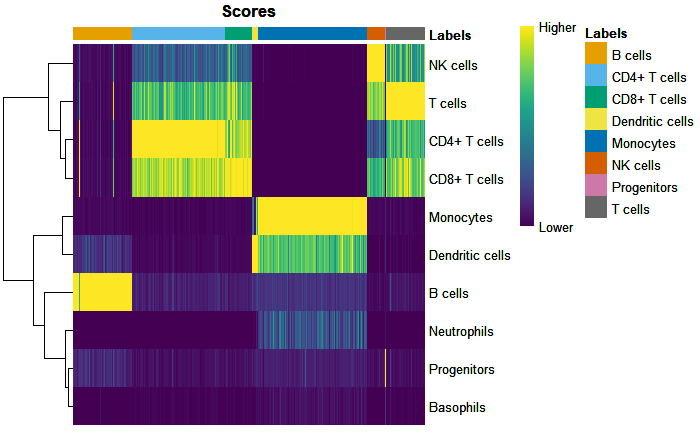 Scores
Labels
NK cells
T cells
CD4+ T cells
CD8+ T cells
Monocytes
Dendritic cells
B cells
Neutrophils
Progenitors
Basophils
Higher
Lower
Labels
B cells
CD4+ T cells
CD8+ T cells
Dendritic cells
Monocytes
NK cells
Progenitors
T cells